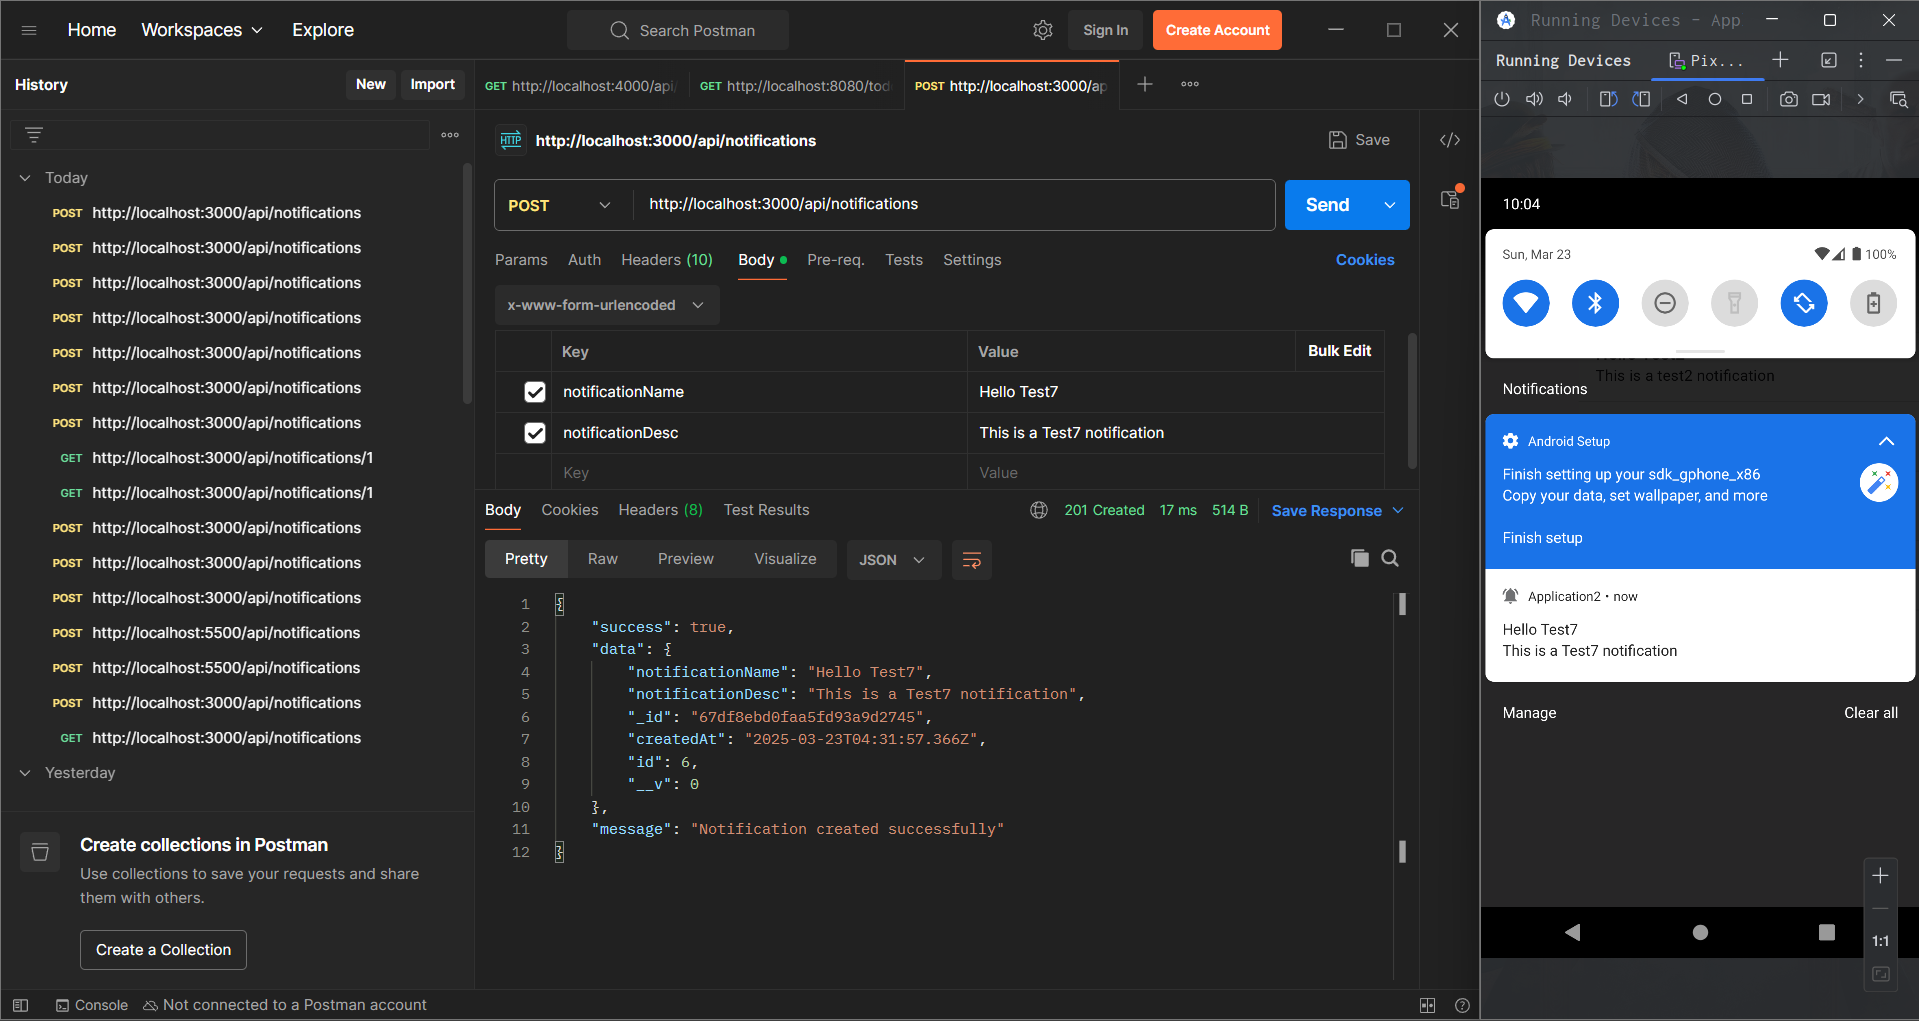 Home
Workspaces
Explore
Search Postman
Sign In
Create Account
History
New
Import
GET http://localhost:4000/api/
GET http://localhost:8080/tod
POST http://localhost:3000/ap
HTTP
http://localhost:3000/api/notifications
Save
Today
POST http://localhost:3000/api/notifications
POST http://localhost:3000/api/notifications
POST http://localhost:3000/api/notifications
POST http://localhost:3000/api/notifications
POST http://localhost:3000/api/notifications
POST http://localhost:3000/api/notifications
POST http://localhost:3000/api/notifications
GET http://localhost:3000/api/notifications/1
GET http://localhost:3000/api/notifications/1
POST http://localhost:3000/api/notifications
POST http://localhost:3000/api/notifications
POST http://localhost:3000/api/notifications
POST http://localhost:5500/api/notifications
POST http://localhost:5500/api/notifications
POST http://localhost:3000/api/notifications
GET http://localhost:3000/api/notifications
Yesterday
Create collections in Postman
Use collections to save your requests and share
them with others.
Create a Collection
POST
http://localhost:3000/api/notifications
Send
Params Auth Headers (10) Body Pre-req. Tests Settings
Cookies
x-www-form-urlencoded
Key Value Bulk Edit
notificationName Hello Test7
notificationDesc This is a Test7 notification
Key Value
Body Cookies Headers (8) Test Results
201 Created 17 ms 514 B Save Response
Pretty Raw Preview Visualize JSON
1 {
2 "success": true,
3 "data": {
4 "notificationName": "Hello Test7",
5 "notificationDesc": "This is a Test7 notification",
6 "_id": "67df8ebd0faa5fd93a9d2745",
7 "createdAt": "2025-03-23T04:31:57.366Z",
8 "id": 6,
9 "__v": 0
10 },
11 "message": "Notification created successfully"
12 }
Console
Not connected to a Postman account
Running Devices - App
Running Devices
Pix...
10:04
Sun, Mar 23
100%
This is a test2 notification
Notifications
Android Setup
Finish setting up your sdk_gphone_x86
Copy your data, set wallpaper, and more
Finish setup
Application2 • now
Hello Test7
This is a Test7 notification
Manage
Clear all
1:1